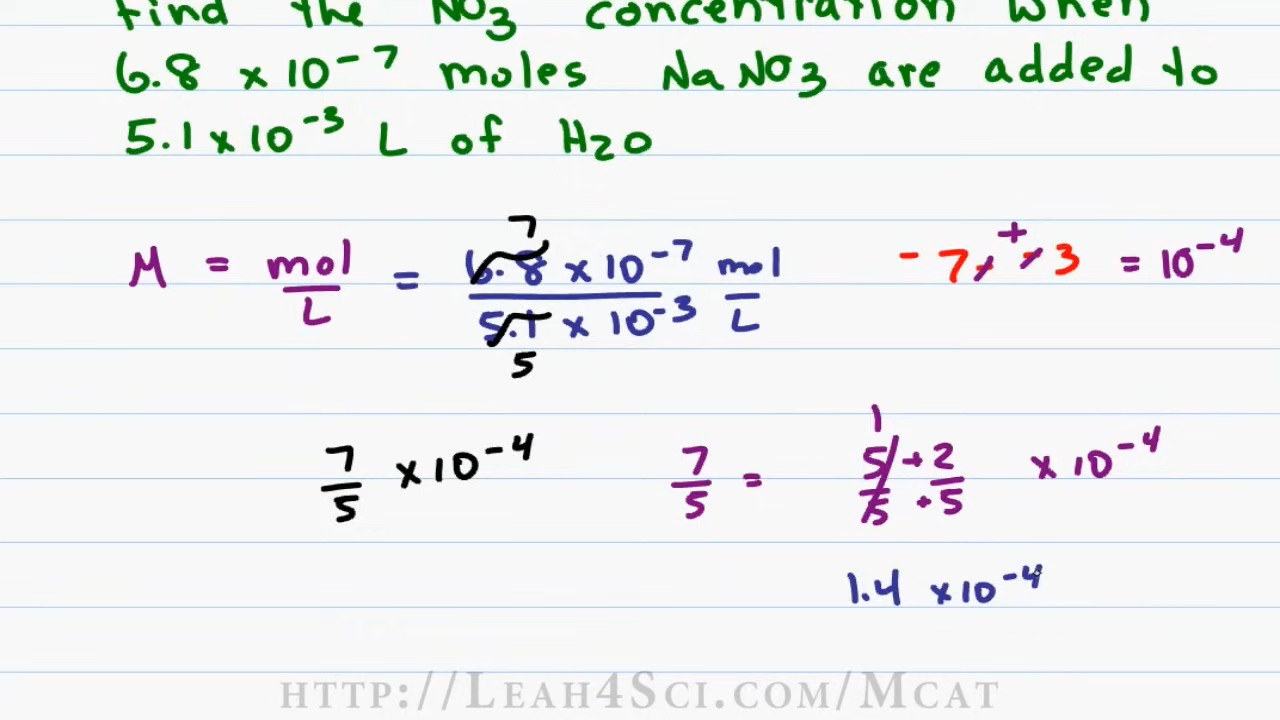 find the NO3 concentration when
6.8 x 10-7 moles NaNO3 are added to
5.1 x 10-3 L of H2O
7
M = mol/L = 6.8 x 10-7 / 5.1 x 10-3 mol/L
5
-7 - + -3 = 10-4
7/5 x 10-4
1
7/5 = 5/5 + 2/5 x 10-4
1.4 x 10-4
HTTP://LEAH4SCI.COM/MCAT